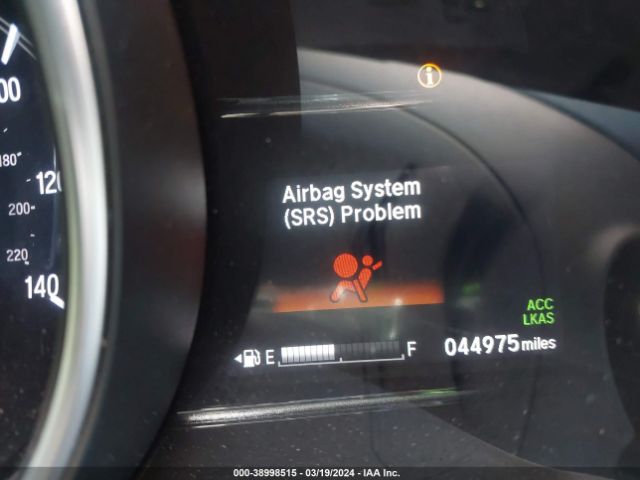 100
180
120
200
220
140
i
Airbag System
(SRS) Problem
ACC
LKAS
E F
044975 miles
000-38998515 - 03/19/2024 - IAA Inc.